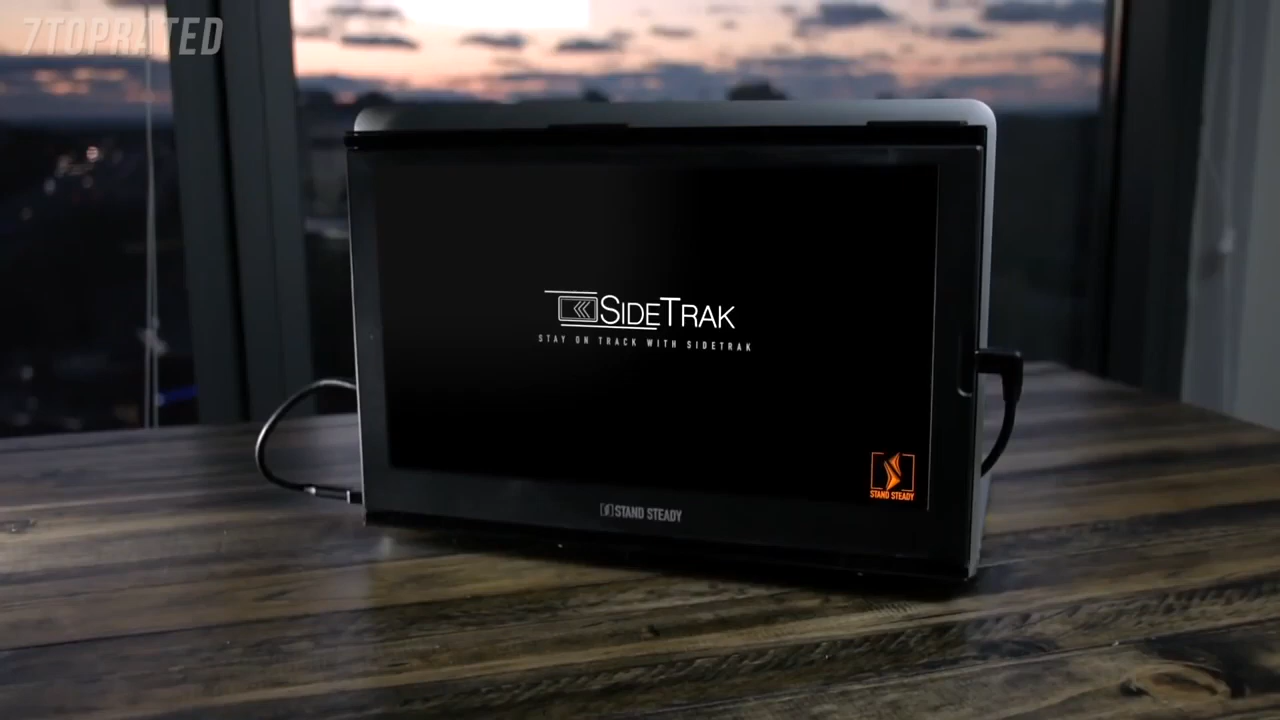 7TOPRATED
SIDETRAK
STAY ON TRACK WITH SIDETRAK
STAND STEADY
STAND STEADY